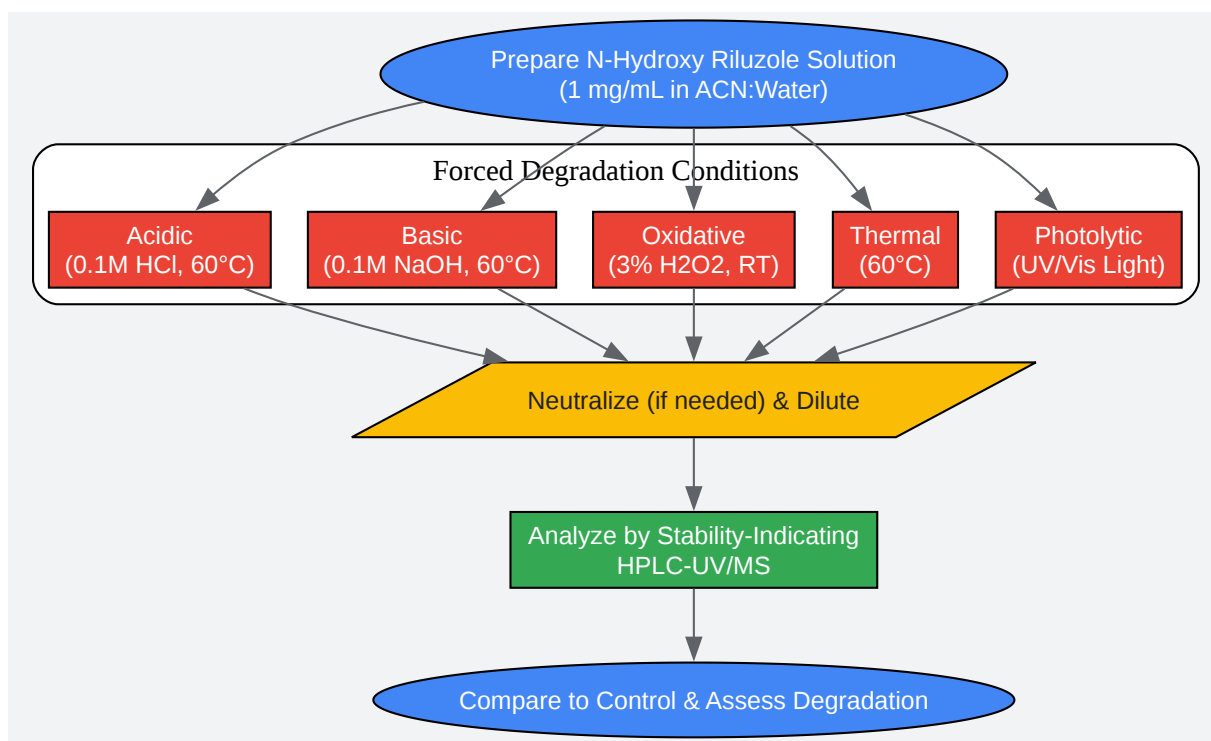 Prepare N-Hydroxy Riluzole Solution
(1 mg/mL in ACN:Water)
Forced Degradation Conditions
Acidic
(0.1M HCl, 60°C)
Basic
(0.1M NaOH, 60°C)
Oxidative
(3% H2O2, RT)
Thermal
(60°C)
Photolytic
(UV/Vis Light)
Neutralize (if needed) & Dilute
Analyze by Stability-Indicating
HPLC-UV/MS
Compare to Control & Assess Degradation